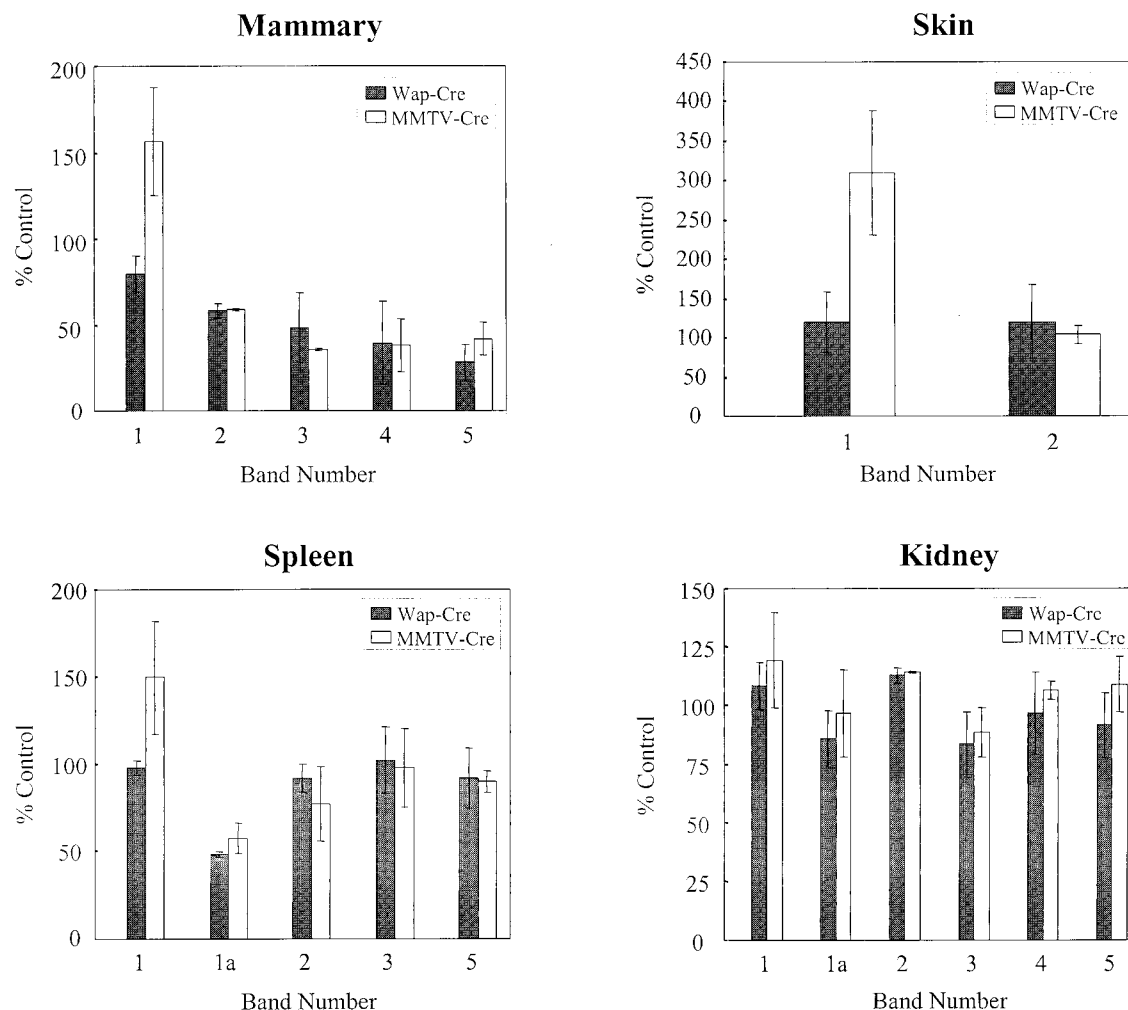 Mammary
200
150
100
50
0
% Control
Wap-Cre
MMTV-Cre
1 2 3 4 5
Band Number
Skin
450
400
350
300
250
200
150
100
50
0
% Control
Wap-Cre
MMTV-Cre
1 2
Band Number
Spleen
200
150
100
50
0
% Control
Wap-Cre
MMTV-Cre
1 1a 2 3 5
Band Number
Kidney
150
125
100
75
50
25
0
% Control
Wap-Cre
MMTV-Cre
1 1a 2 3 4 5
Band Number